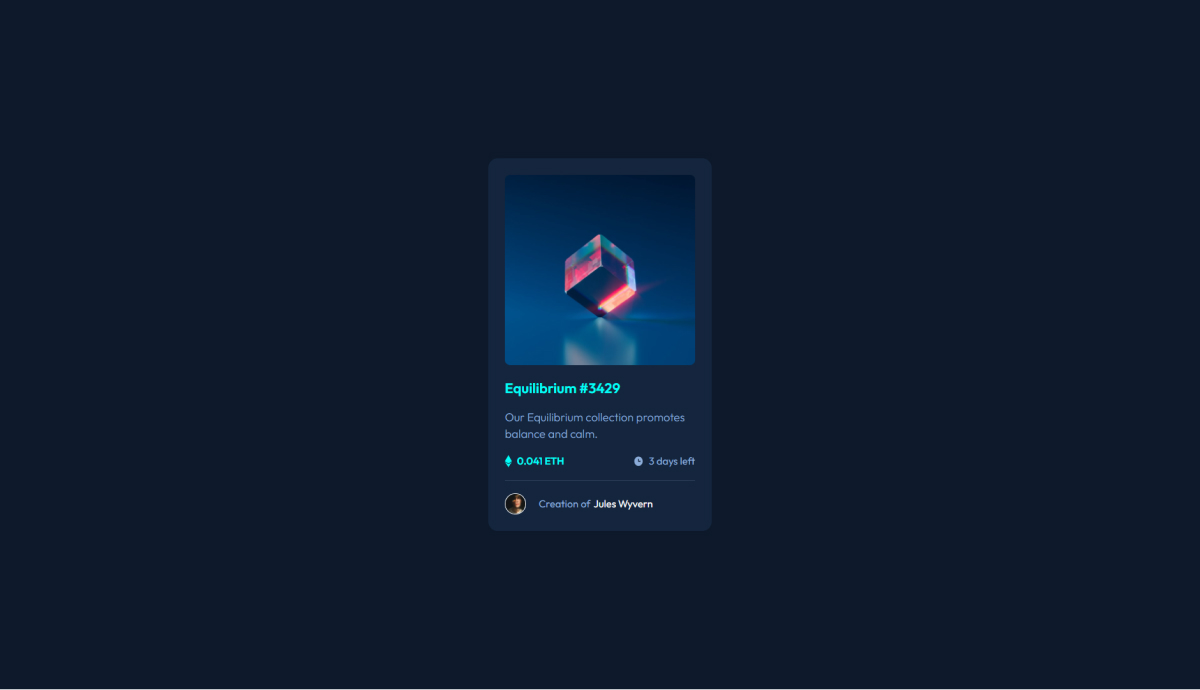 Equilibrium #3429
Our Equilibrium collection promotes
balance and calm.
0.041 ETH
3 days left
Creation of Jules Wyvern